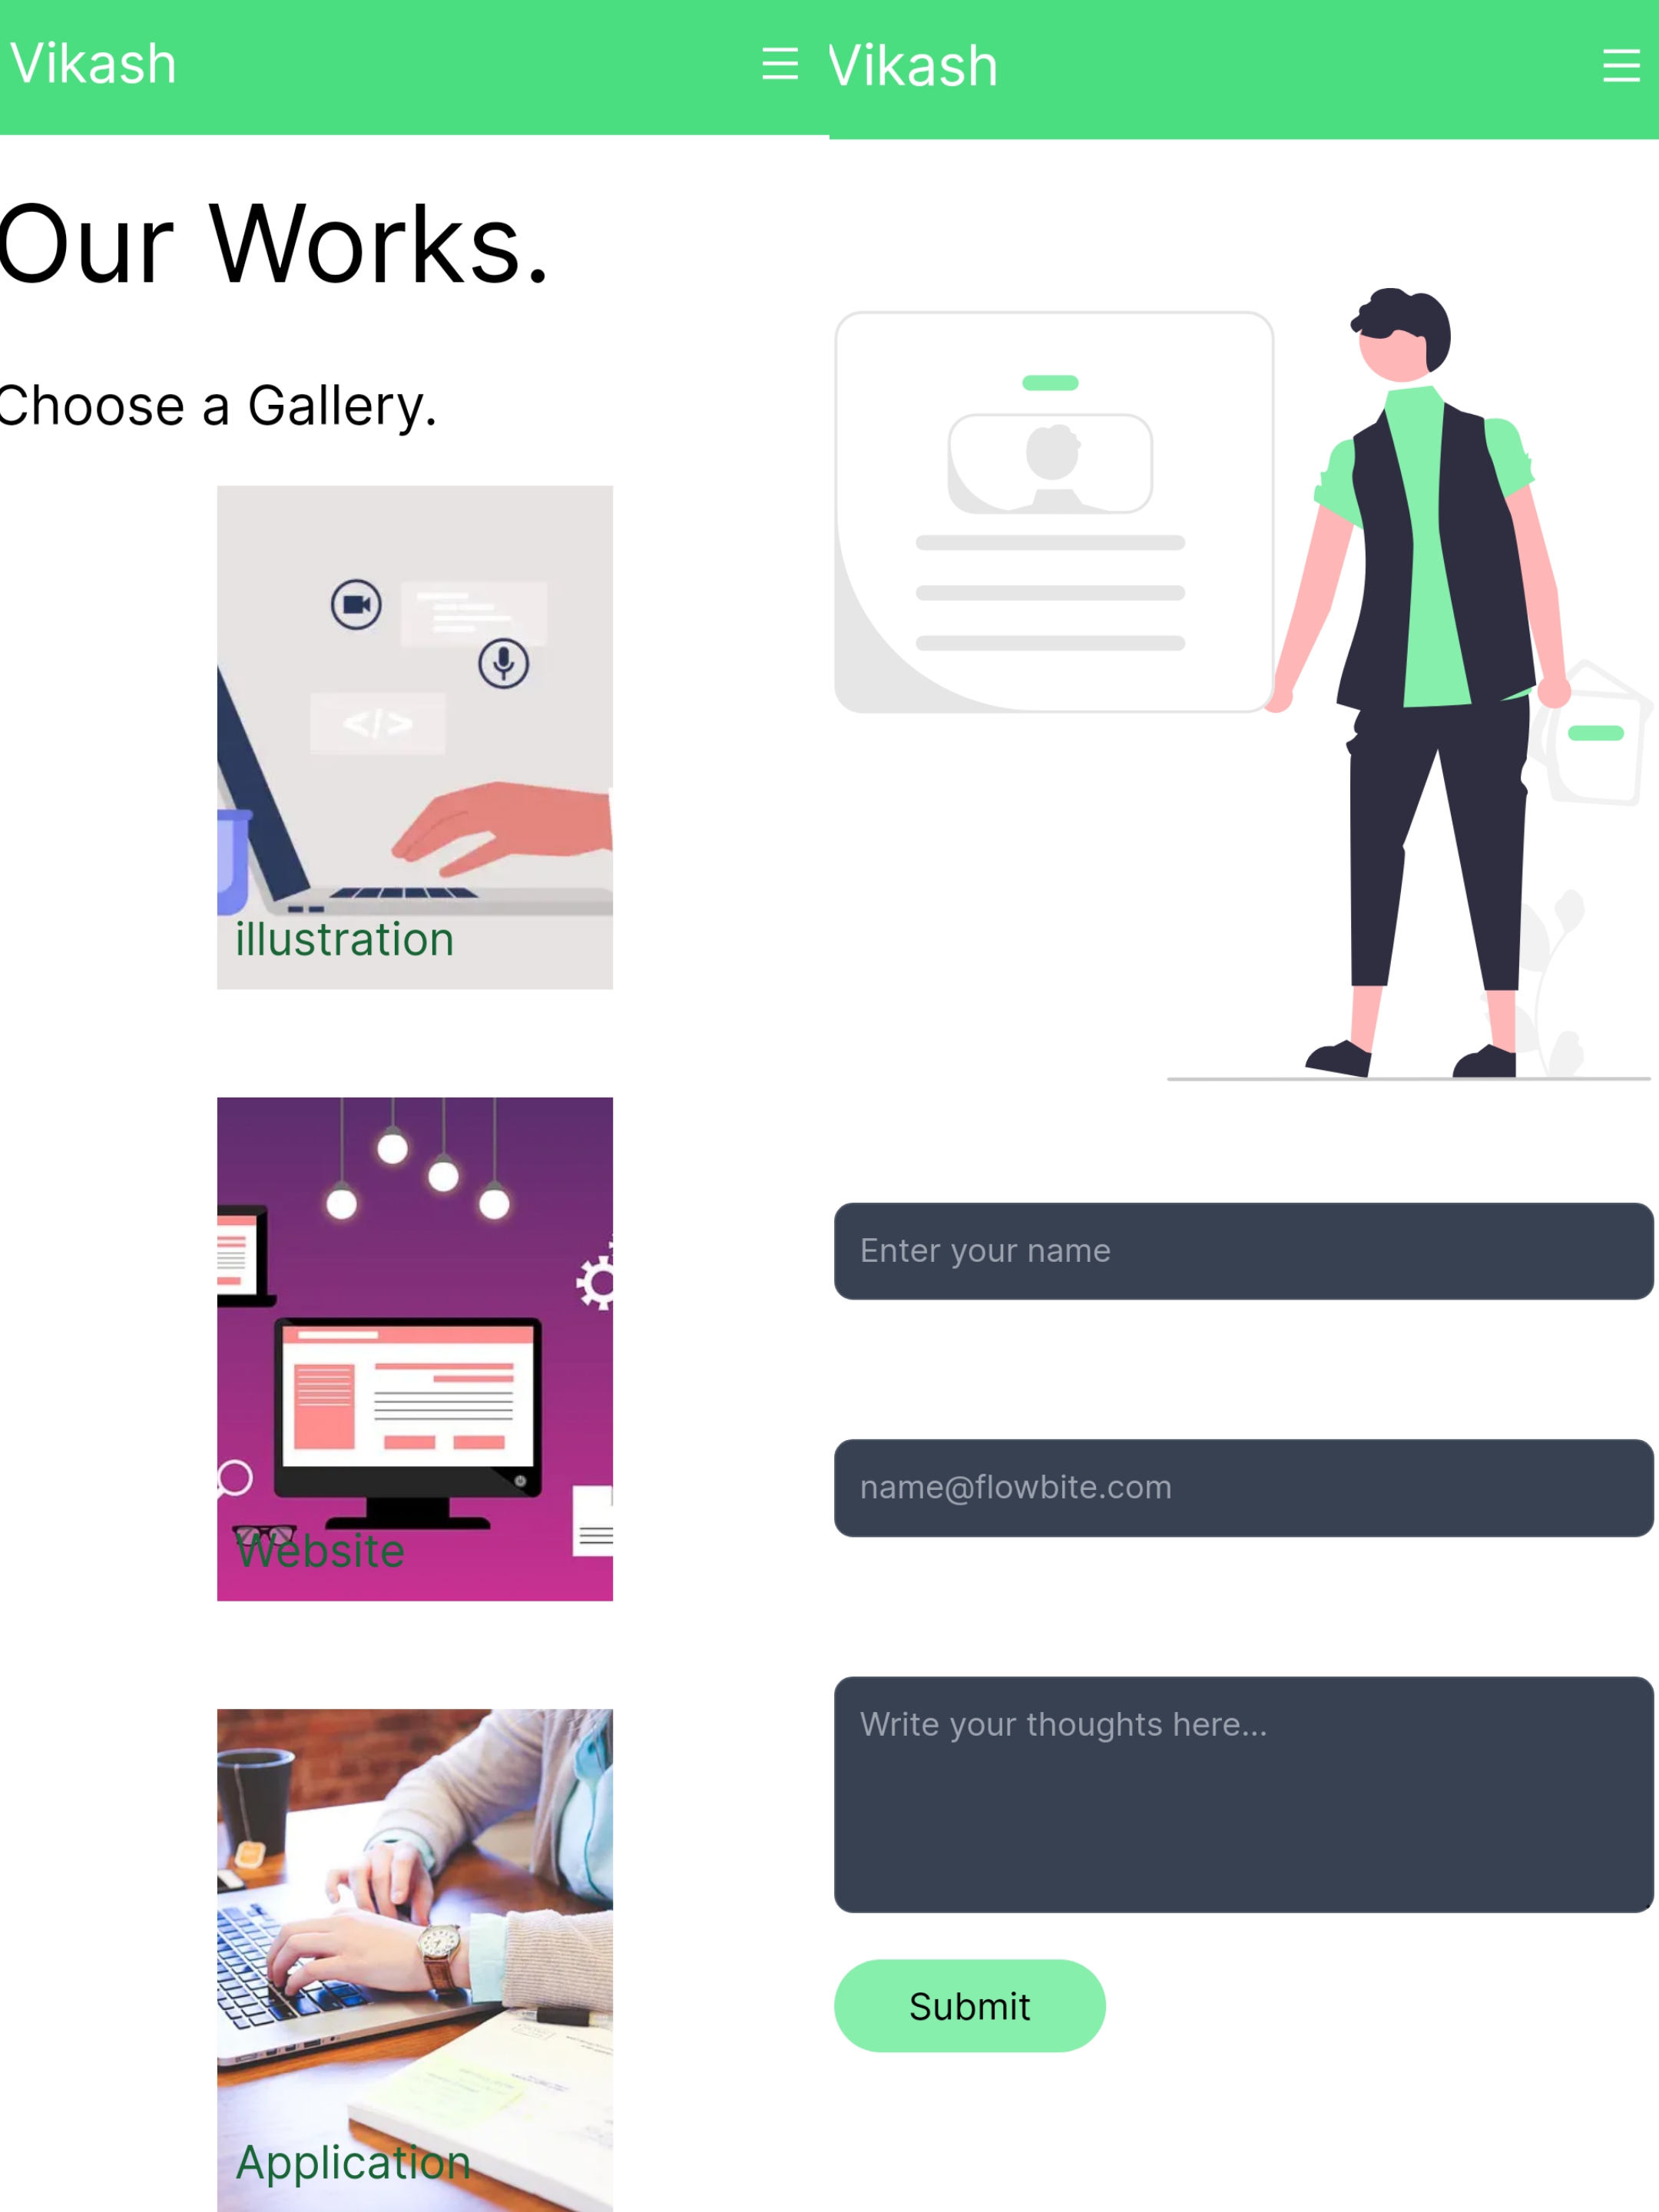 Vikash
Our Works.
Choose a Gallery.
</>
illustration
Website
Application
Vikash
Enter your name
name@flowbite.com
Write your thoughts here...
Submit